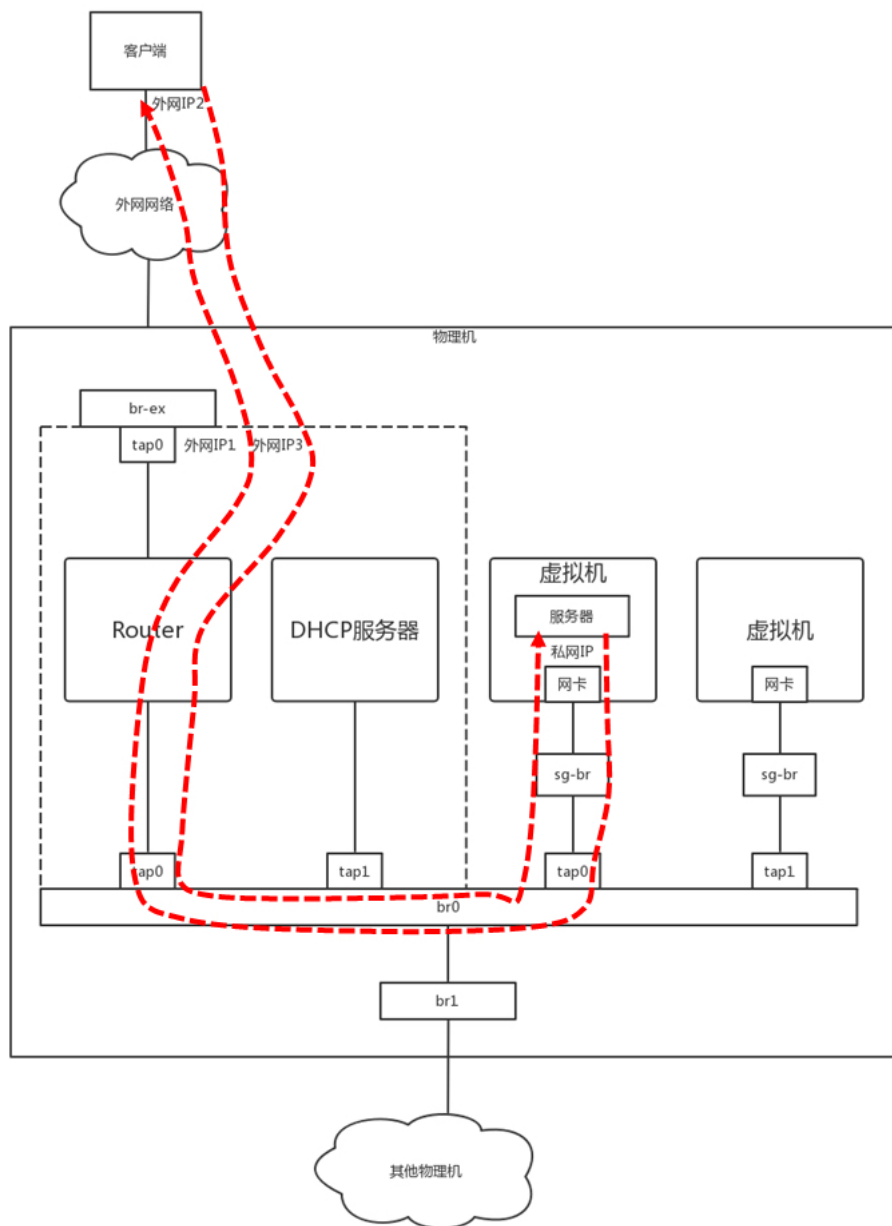 客户端
外网IP2
外网网络
物理机
br-ex
tap0
外网IP1
外网IP3
Router
DHCP服务器
虚拟机
服务器
私网IP
网卡
虚拟机
网卡
sg-br
sg-br
tap0
tap1
tap0
tap1
br0
br1
其他物理机